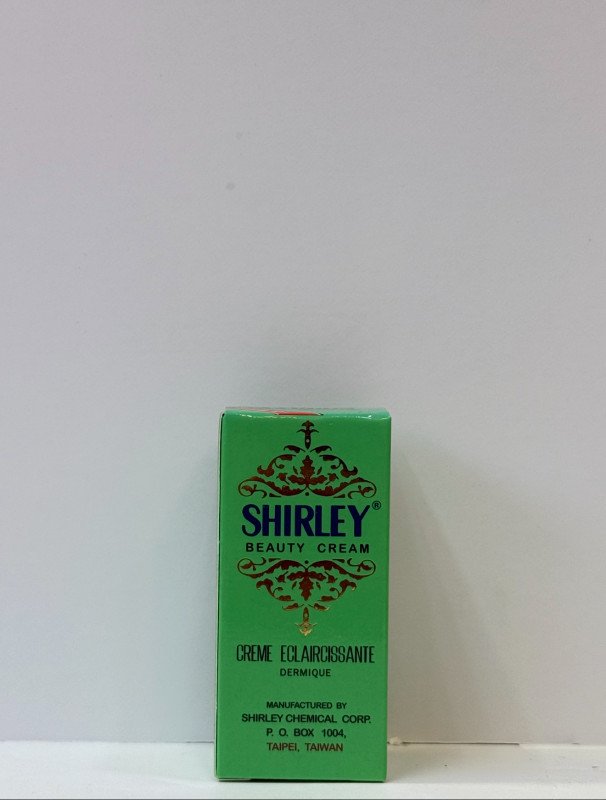 SHIRLEY®
BEAUTY CREAM
CREME ECLAIRCISSANTE
DERMIQUE
MANUFACTURED BY
SHIRLEY CHEMICAL CORP.
P. O. BOX 1004,
TAIPEI, TAIWAN